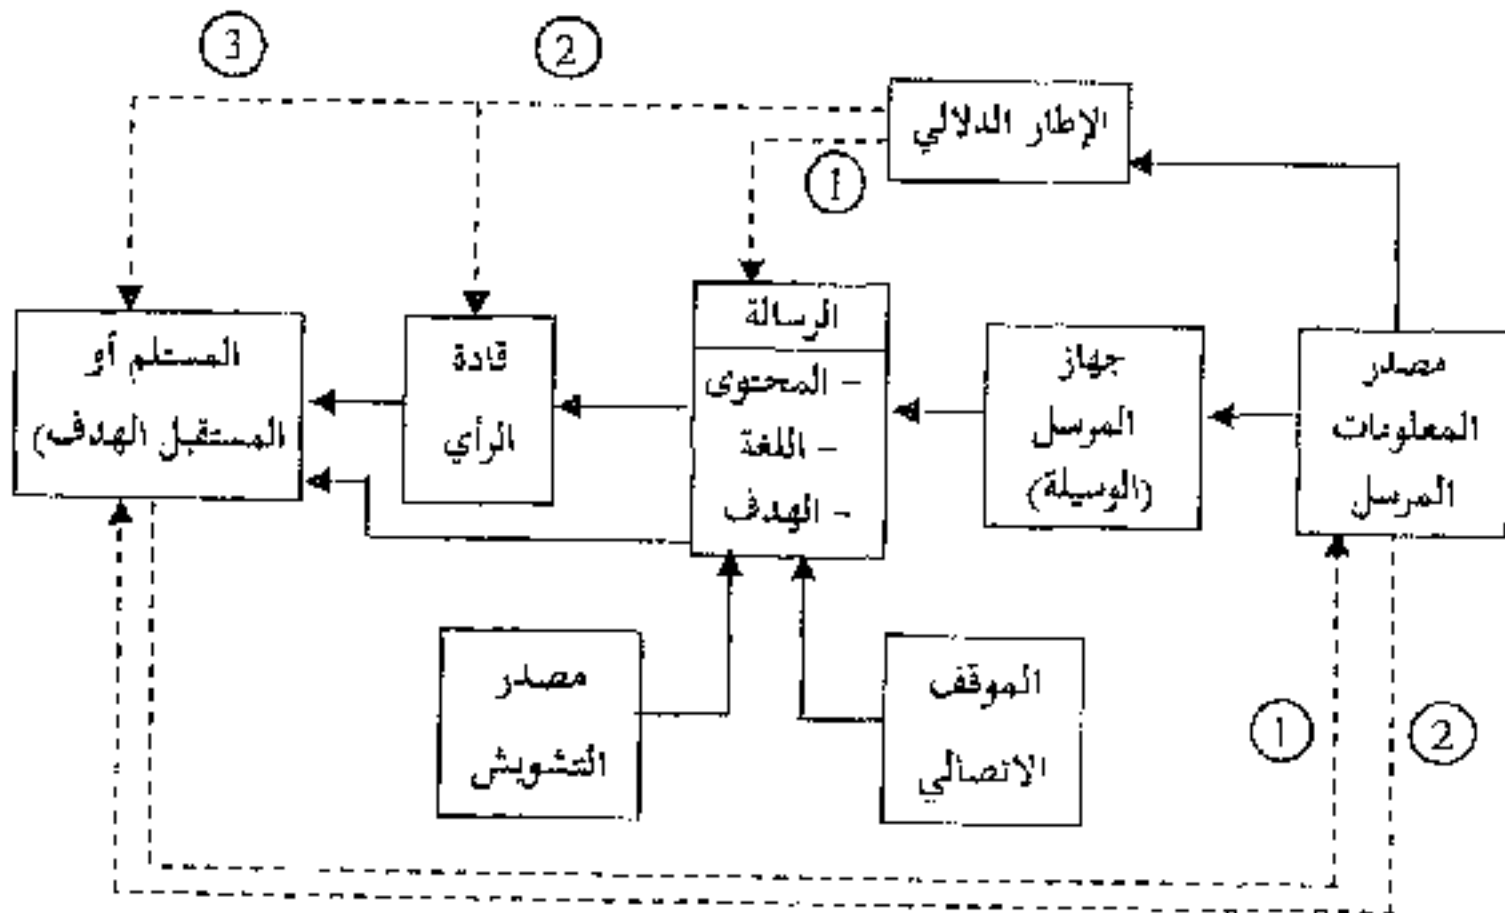 3
2
الإطار الدلالي
1
مصدر
المعلومات
المرسل
جهاز
المرسل
(الوسيلة)
الرسالة
- المحتوى
- اللغة
- الهدف
قادة
الرأي
المستلم أو
المستقبل الهدف)
الموقف
الاتصالي
مصدر
التشويش
1
2